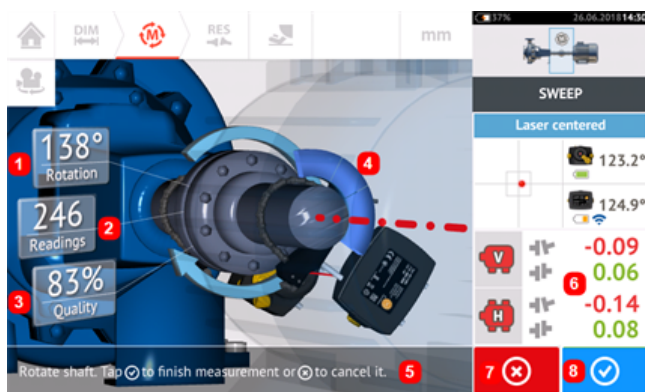 DIM
M
RES
mm
37%
26.06.2018 14:30
SWEEP
Laser centered
123.2°
124.9°
1
138°
Rotation
2
246
Readings
3
83%
Quality
4
V
-0.09
0.06
6
H
-0.14
0.08
Rotate shaft. Tap to finish measurement or to cancel it.
5
7
8